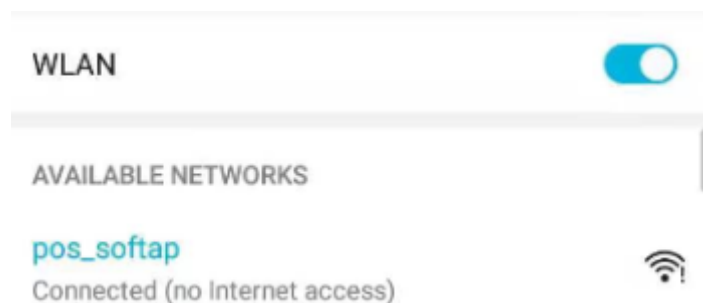 WLAN
AVAILABLE NETWORKS
pos_softap
Connected (no Internet access)